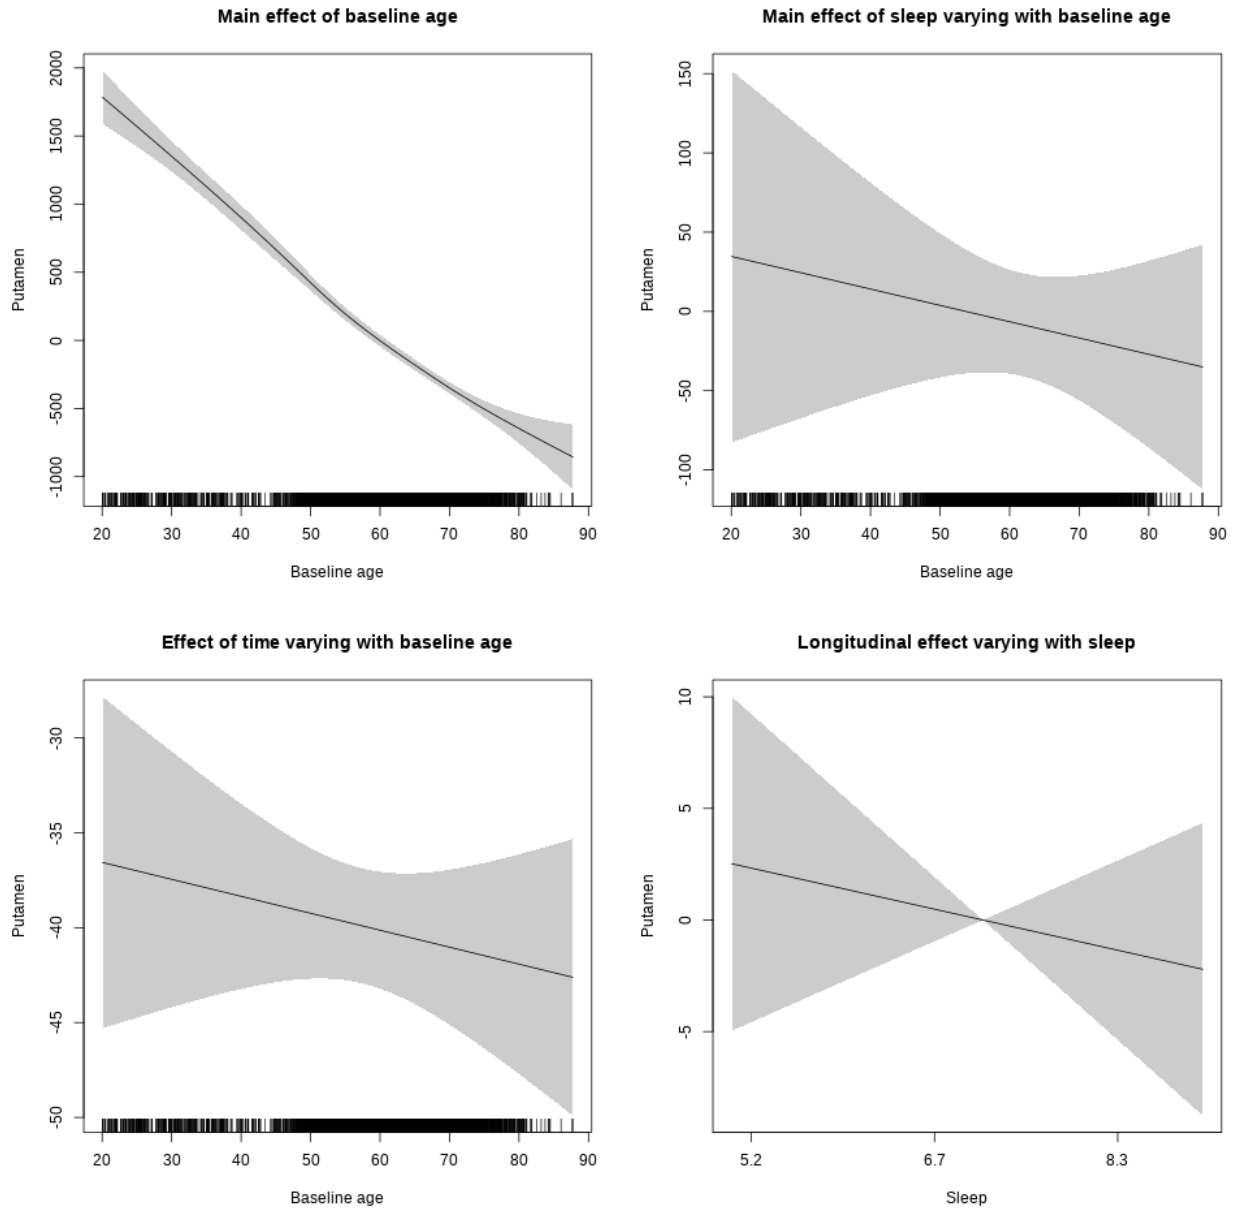 Main effect of baseline age
Putamen
2000
1500
1000
500
0
-500
-1000
20 30 40 50 60 70 80 90
Baseline age
Main effect of sleep varying with baseline age
Putamen
150
100
50
0
-50
-100
20 30 40 50 60 70 80 90
Baseline age
Effect of time varying with baseline age
Putamen
-30
-35
-40
-45
-50
20 30 40 50 60 70 80 90
Baseline age
Longitudinal effect varying with sleep
Putamen
10
5
0
-5
5.2 6.7 8.3
Sleep